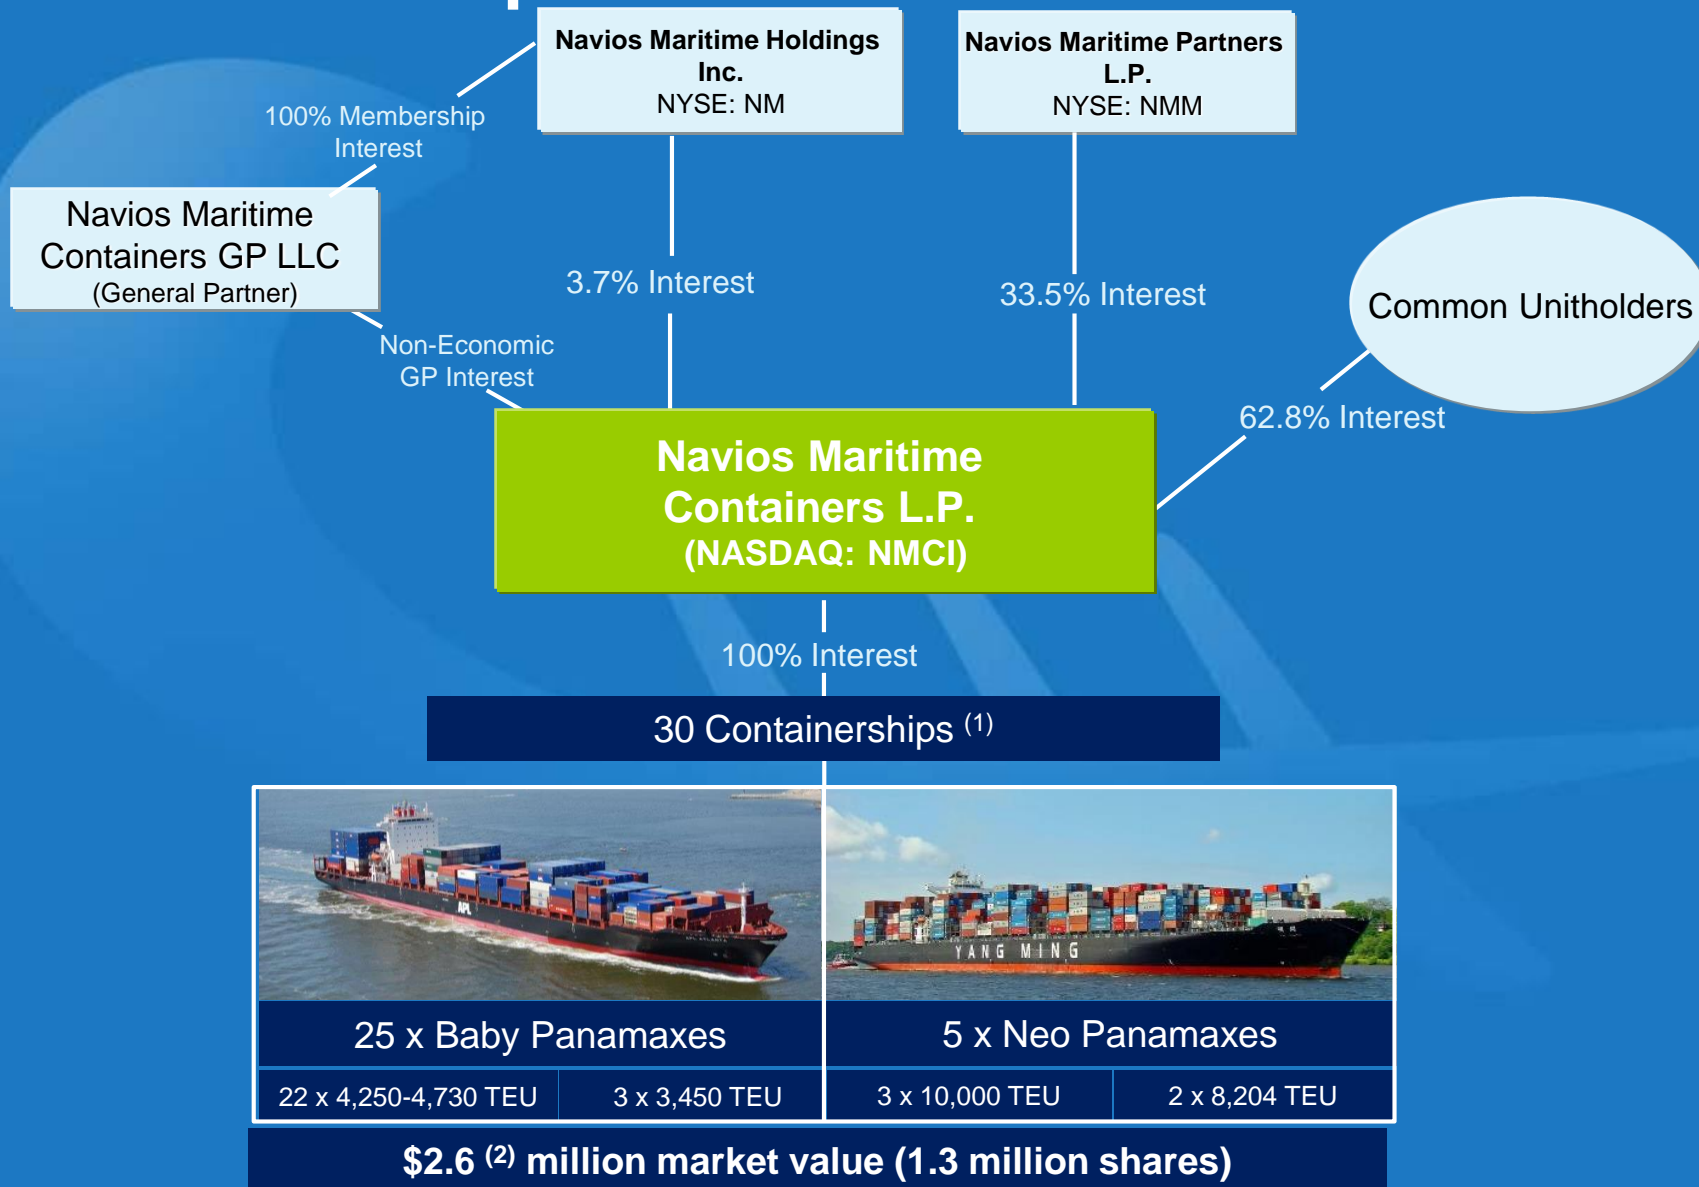 Navios Maritime Holdings
Inc.
NYSE: NM
Navios Maritime Partners
L.P.
NYSE: NMM
100% Membership
Interest
Navios Maritime
Containers GP LLC
(General Partner)
3.7% Interest
33.5% Interest
Common Unitholders
Non-Economic
GP Interest
62.8% Interest
Navios Maritime
Containers L.P.
(NASDAQ: NMCI)
100% Interest
30 Containerships (1)
APL
APL ATLANTA
YANG MING
25 x Baby Panamaxes
5 x Neo Panamaxes
22 x 4,250-4,730 TEU
3 x 3,450 TEU
3 x 10,000 TEU
2 x 8,204 TEU
$2.6 (2) million market value (1.3 million shares)